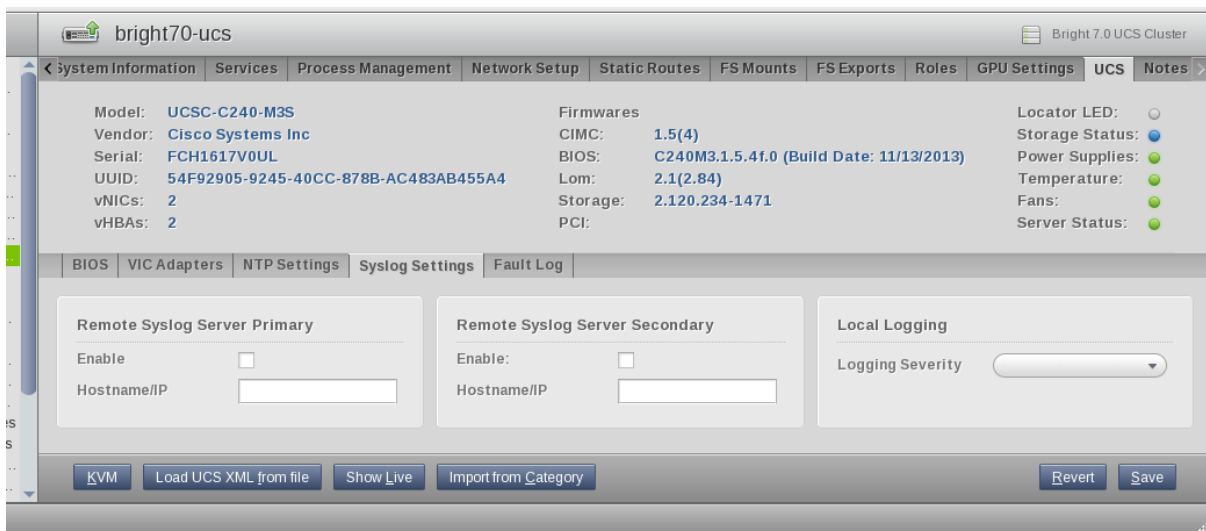 bright70-ucs
Bright 7.0 UCS Cluster
System Information Services Process Management Network Setup Static Routes FS Mounts FS Exports Roles GPU Settings UCS Notes
Model: UCSC-C240-M3S
Vendor: Cisco Systems Inc
Serial: FCH1617V0UL
UUID: 54F92905-9245-40CC-878B-AC483AB455A4
vNICs: 2
vHBAs: 2
Firmwares
CIMC: 1.5(4)
BIOS: C240M3.1.5.4f.0 (Build Date: 11/13/2013)
Lom: 2.1(2.84)
Storage: 2.120.234-1471
PCI:
Locator LED:
Storage Status:
Power Supplies:
Temperature:
Fans:
Server Status:
BIOS VIC Adapters NTP Settings Syslog Settings Fault Log
Remote Syslog Server Primary
Enable
Hostname/IP
Remote Syslog Server Secondary
Enable:
Hostname/IP
Local Logging
Logging Severity
KVM Load UCS XML from file Show Live Import from Category Revert Save